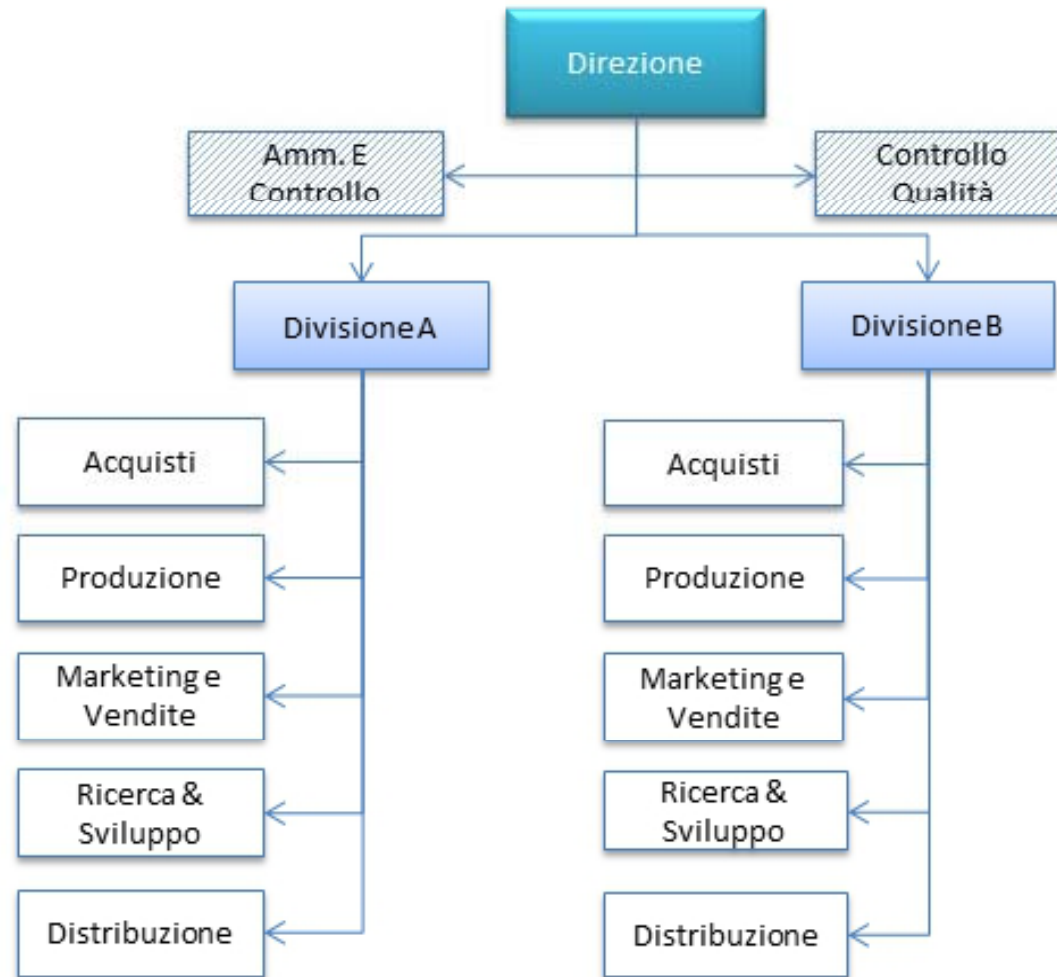 Direzione
Amm. E
Controllo
Controllo
Qualità
Divisione A
Divisione B
Acquisti
Produzione
Marketing e
Vendite
Ricerca &
Sviluppo
Distribuzione
Acquisti
Produzione
Marketing e
Vendite
Ricerca &
Sviluppo
Distribuzione